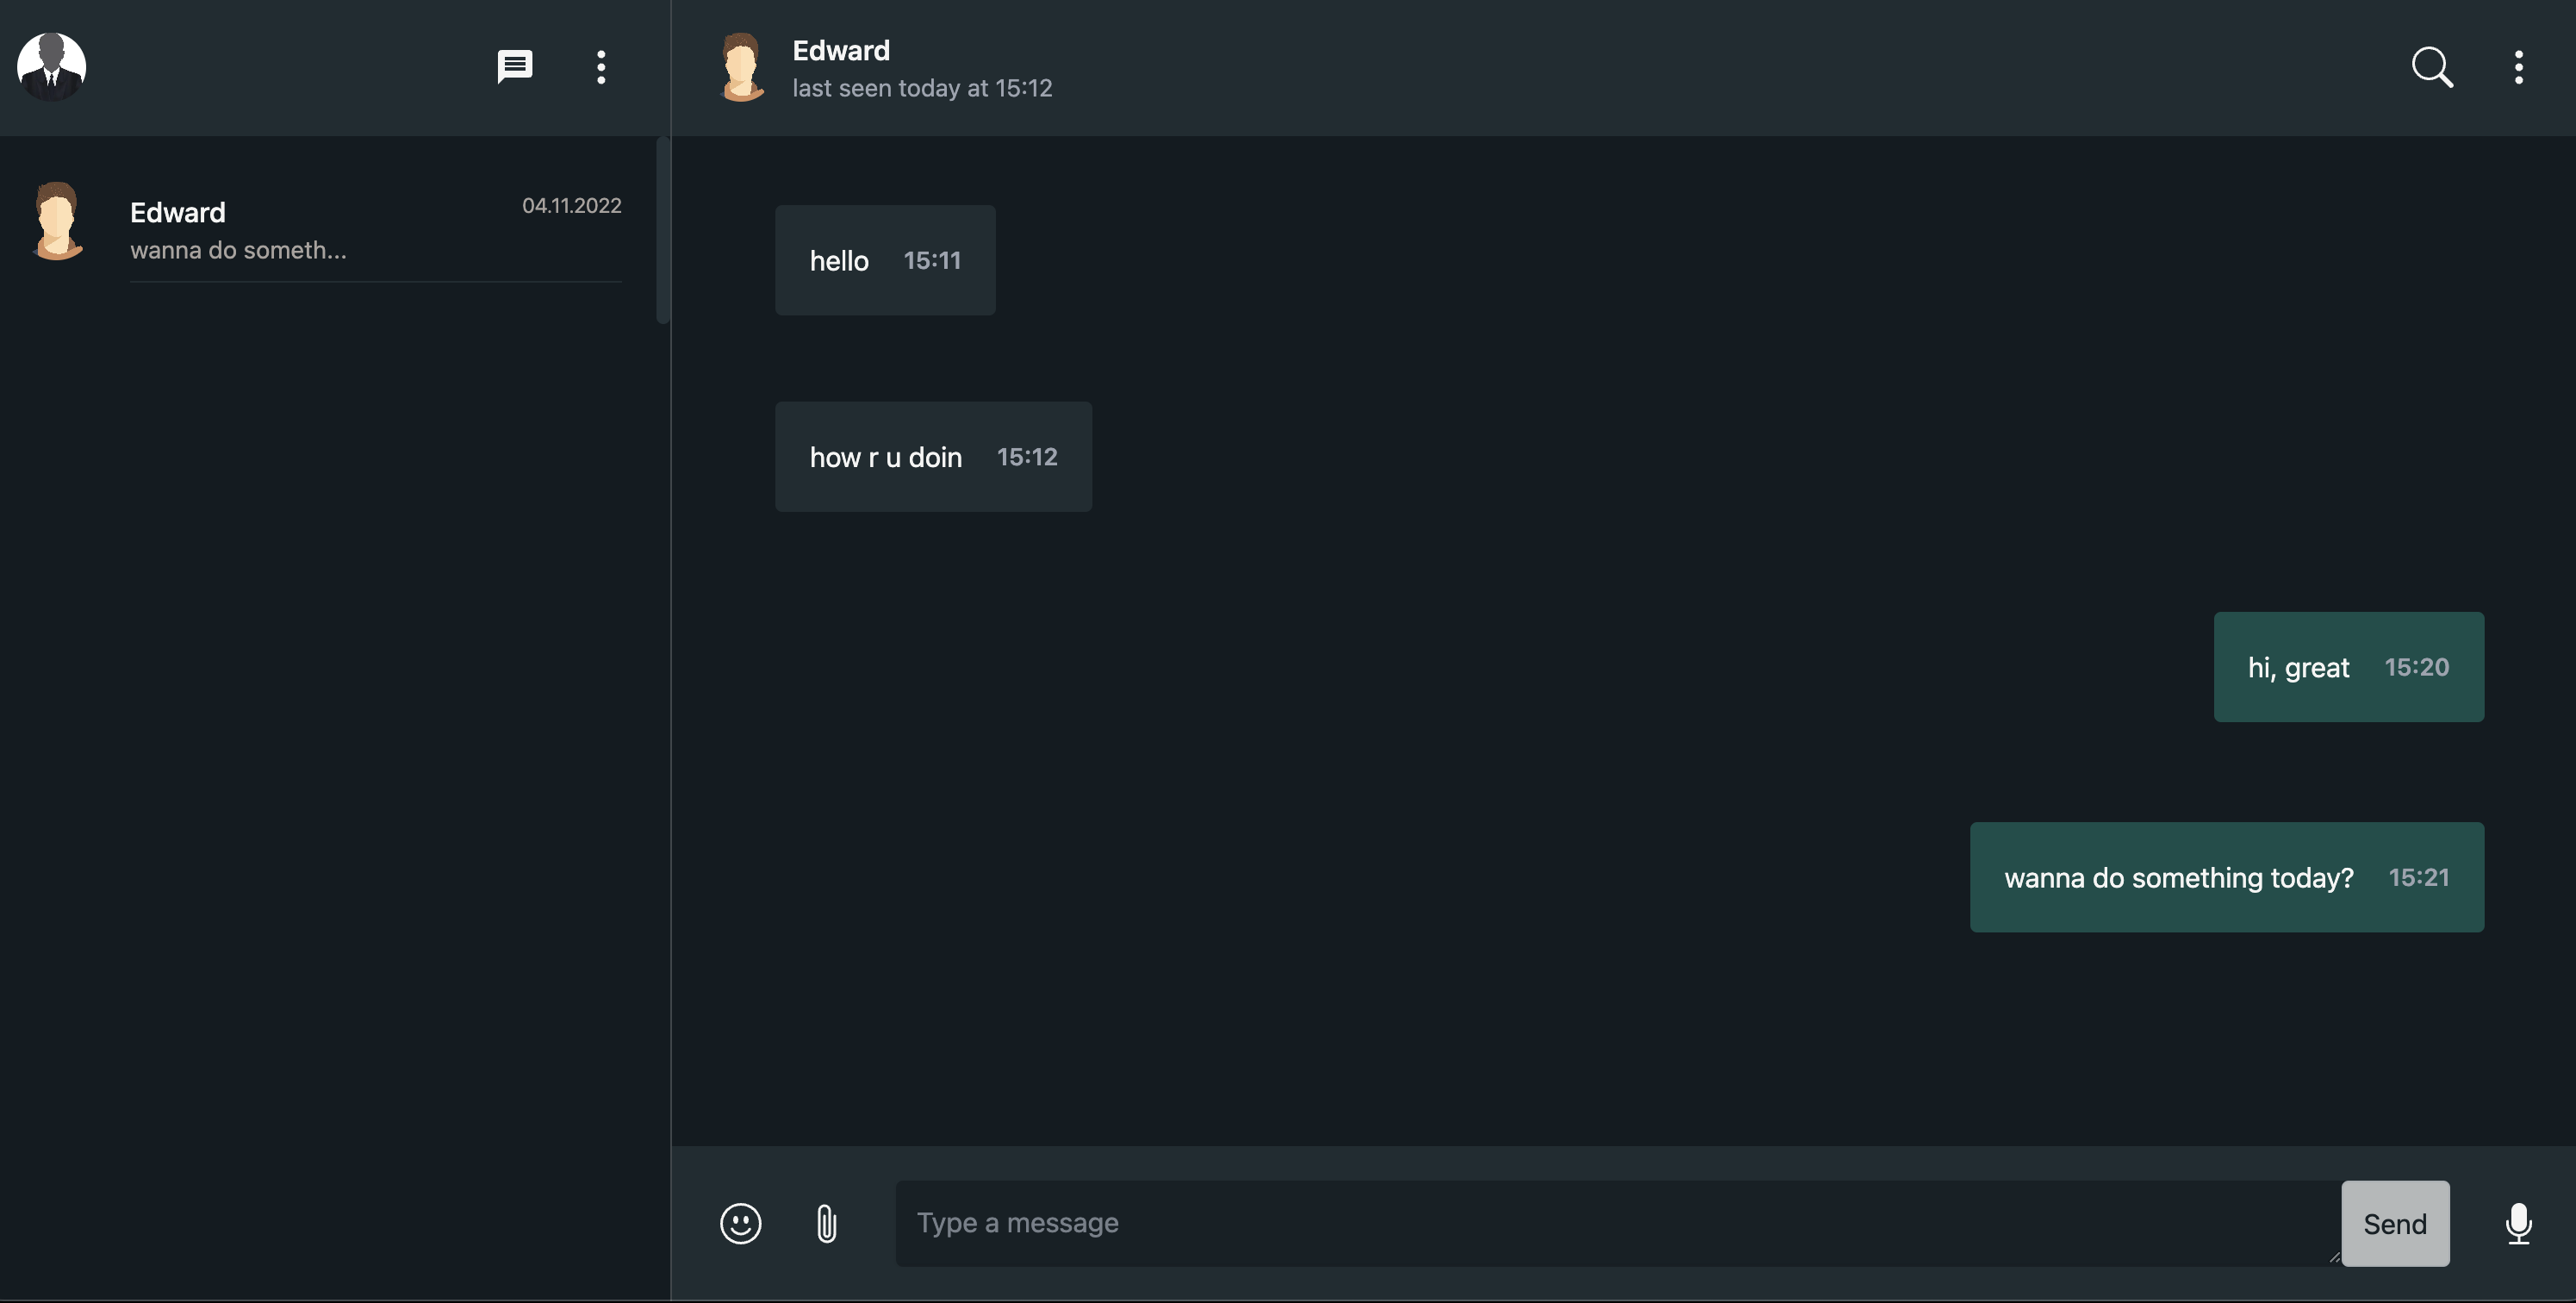 Edward
04.11.2022
wanna do someth...
Edward
last seen today at 15:12
hello 15:11
how r u doin 15:12
hi, great 15:20
wanna do something today? 15:21
Type a message
Send